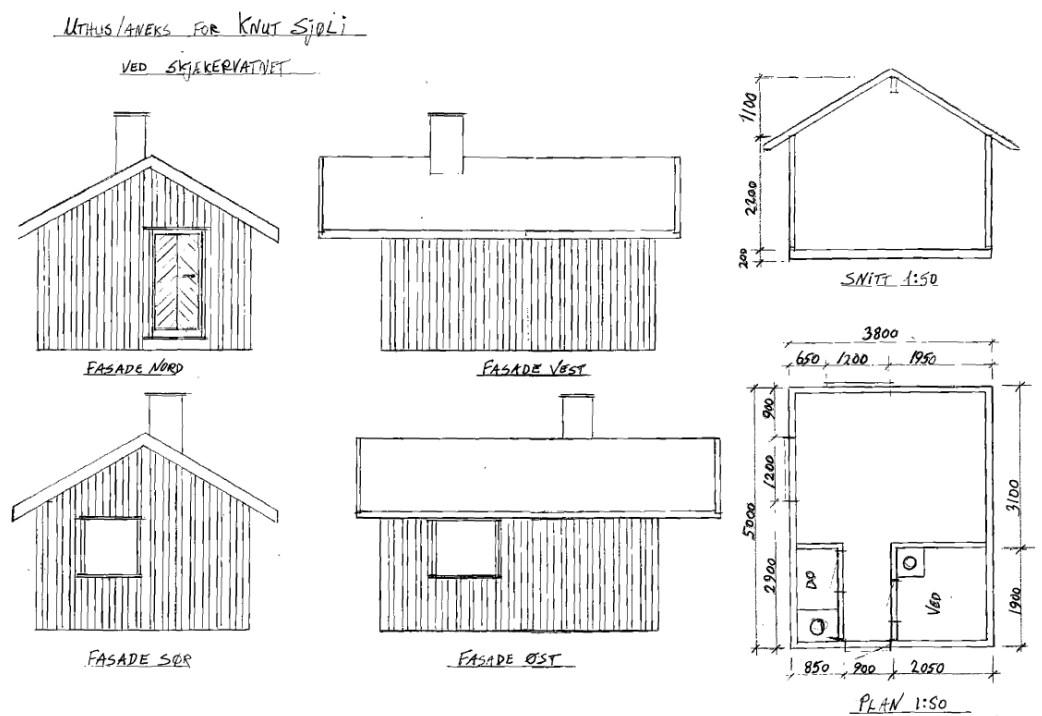 UTHUS/ANEKS FOR KNUT SJØLI
VED SKJÆKERVATNET
FASADE NORD
FASADE VEST
1100
2200
200
SNITT 1:50
FASADE SØR
FASADE ØST
3800
650 1200 1950
900
1200
5000
2900
3100
1900
DO
VED
850 900 2050
PLAN 1:50